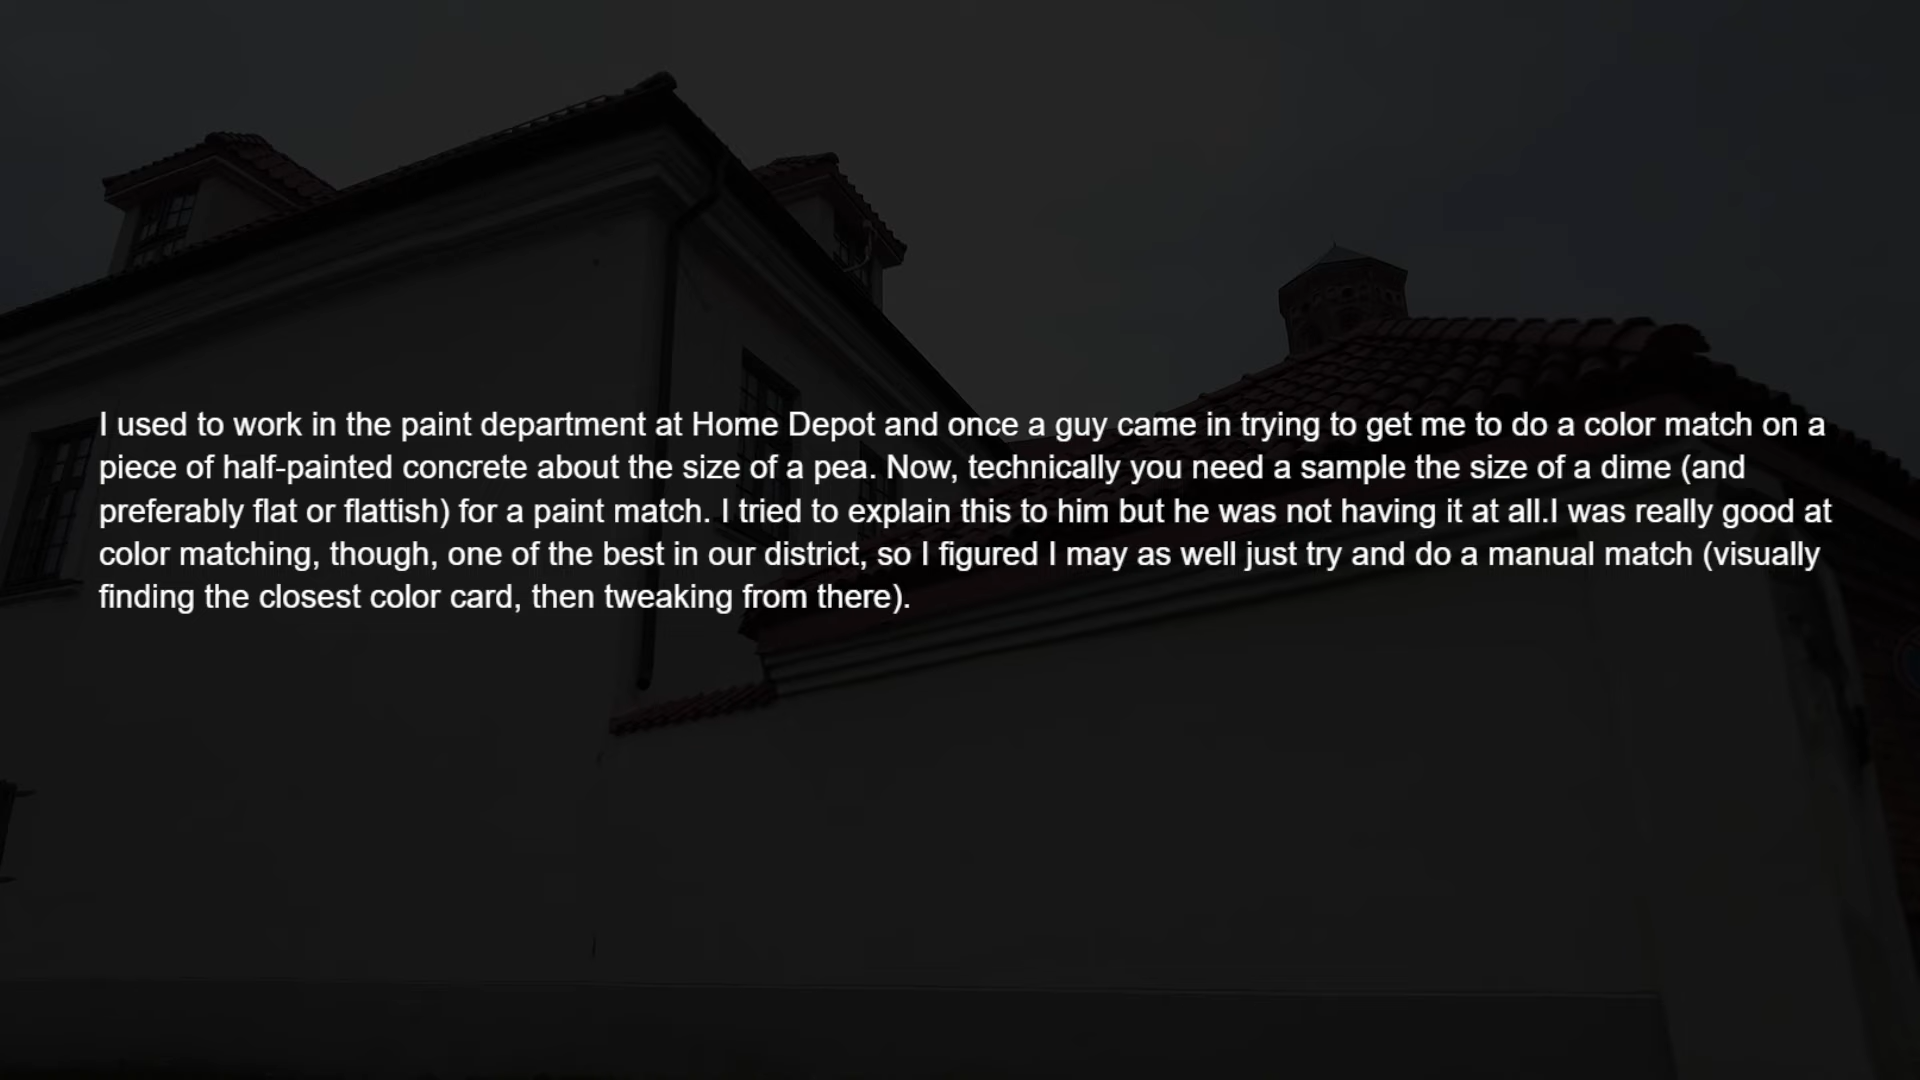 I used to work in the paint department at Home Depot and once a guy came in trying to get me to do a color match on a
piece of half-painted concrete about the size of a pea. Now, technically you need a sample the size of a dime (and
preferably flat or flattish) for a paint match. I tried to explain this to him but he was not having it at all.I was really good at
color matching, though, one of the best in our district, so I figured I may as well just try and do a manual match (visually
finding the closest color card, then tweaking from there).